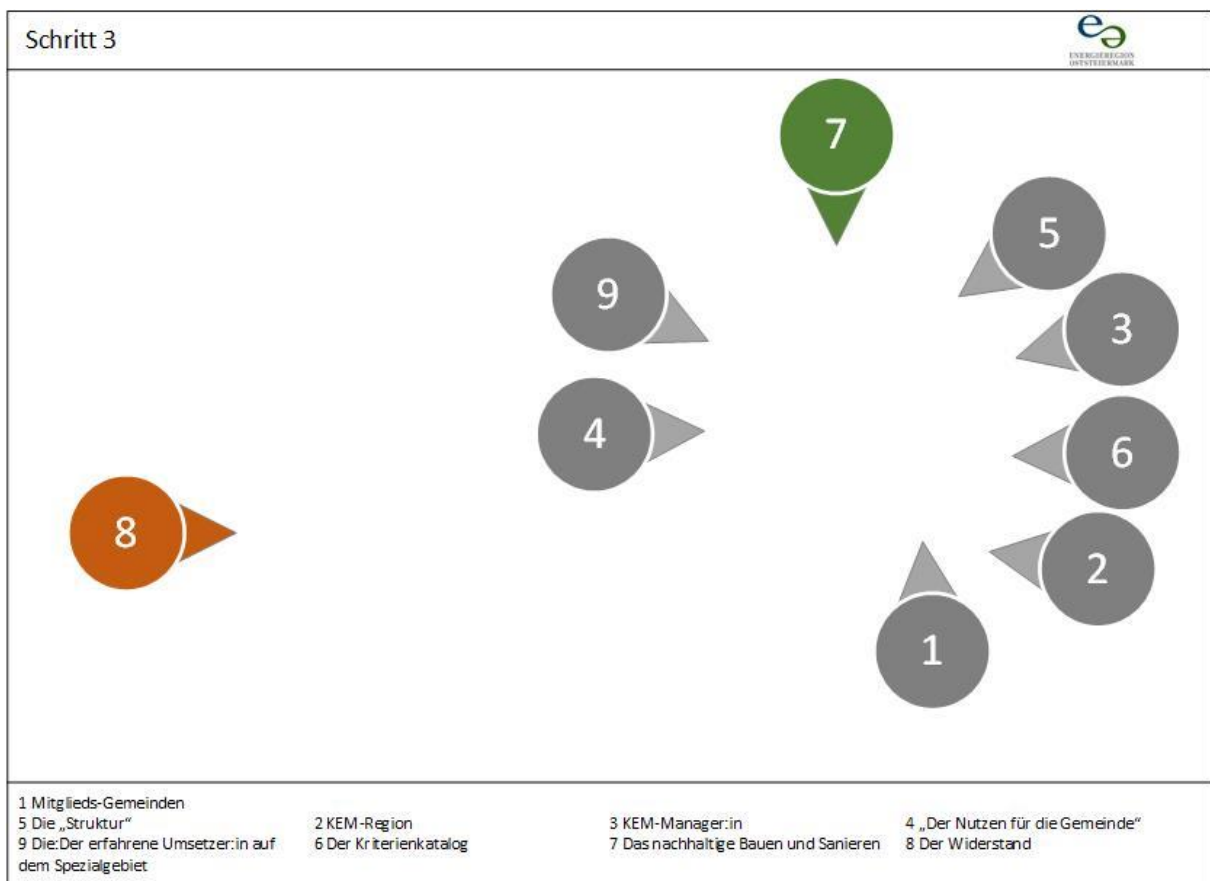 Schritt 3
ENERGIEREGION
OSTSTEIERMARK
7
5
9
3
4
6
8
2
1
1 Mitglieds-Gemeinden
5 Die „Struktur“ 2 KEM-Region 3 KEM-Manager:in 4 „Der Nutzen für die Gemeinde“
9 Die:Der erfahrene Umsetzer:in auf 6 Der Kriterienkatalog 7 Das nachhaltige Bauen und Sanieren 8 Der Widerstand
dem Spezialgebiet